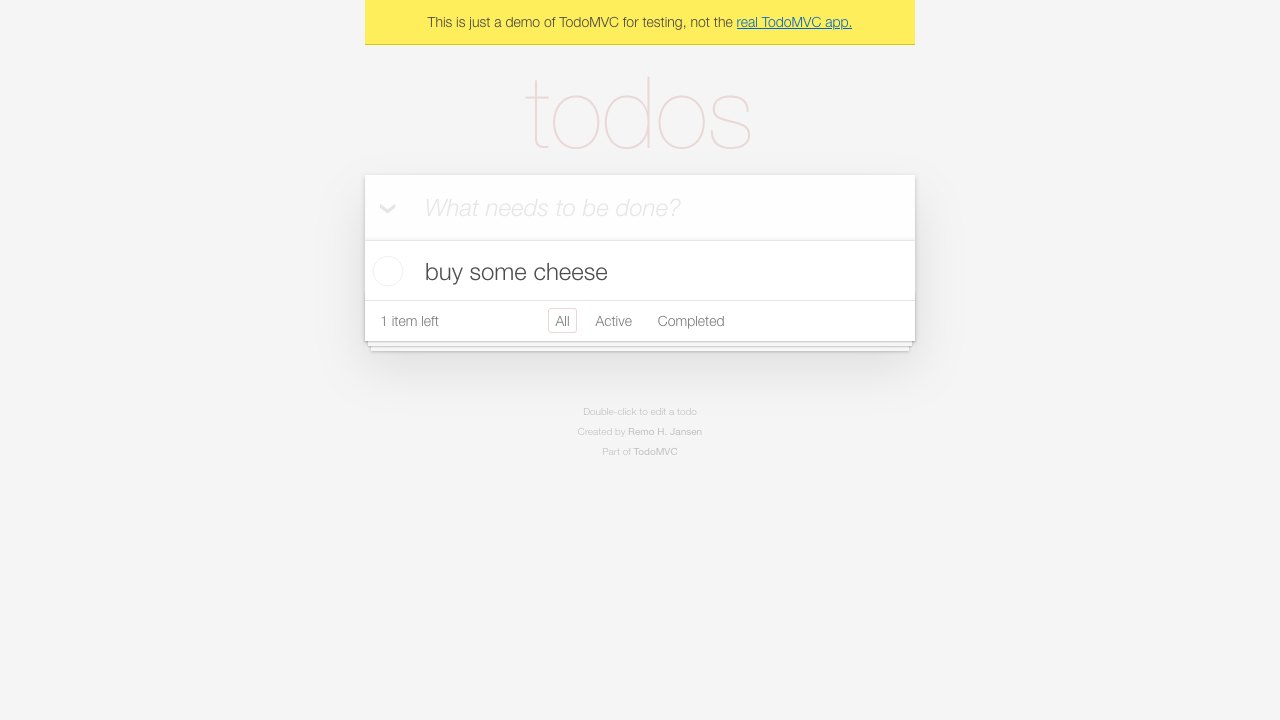 This is just a demo of TodoMVC for testing, not the real TodoMVC app.
todos
What needs to be done?
buy some cheese
1 item left
All
Active
Completed
Double-click to edit a todo
Created by Remo H. Jansen
Part of TodoMVC